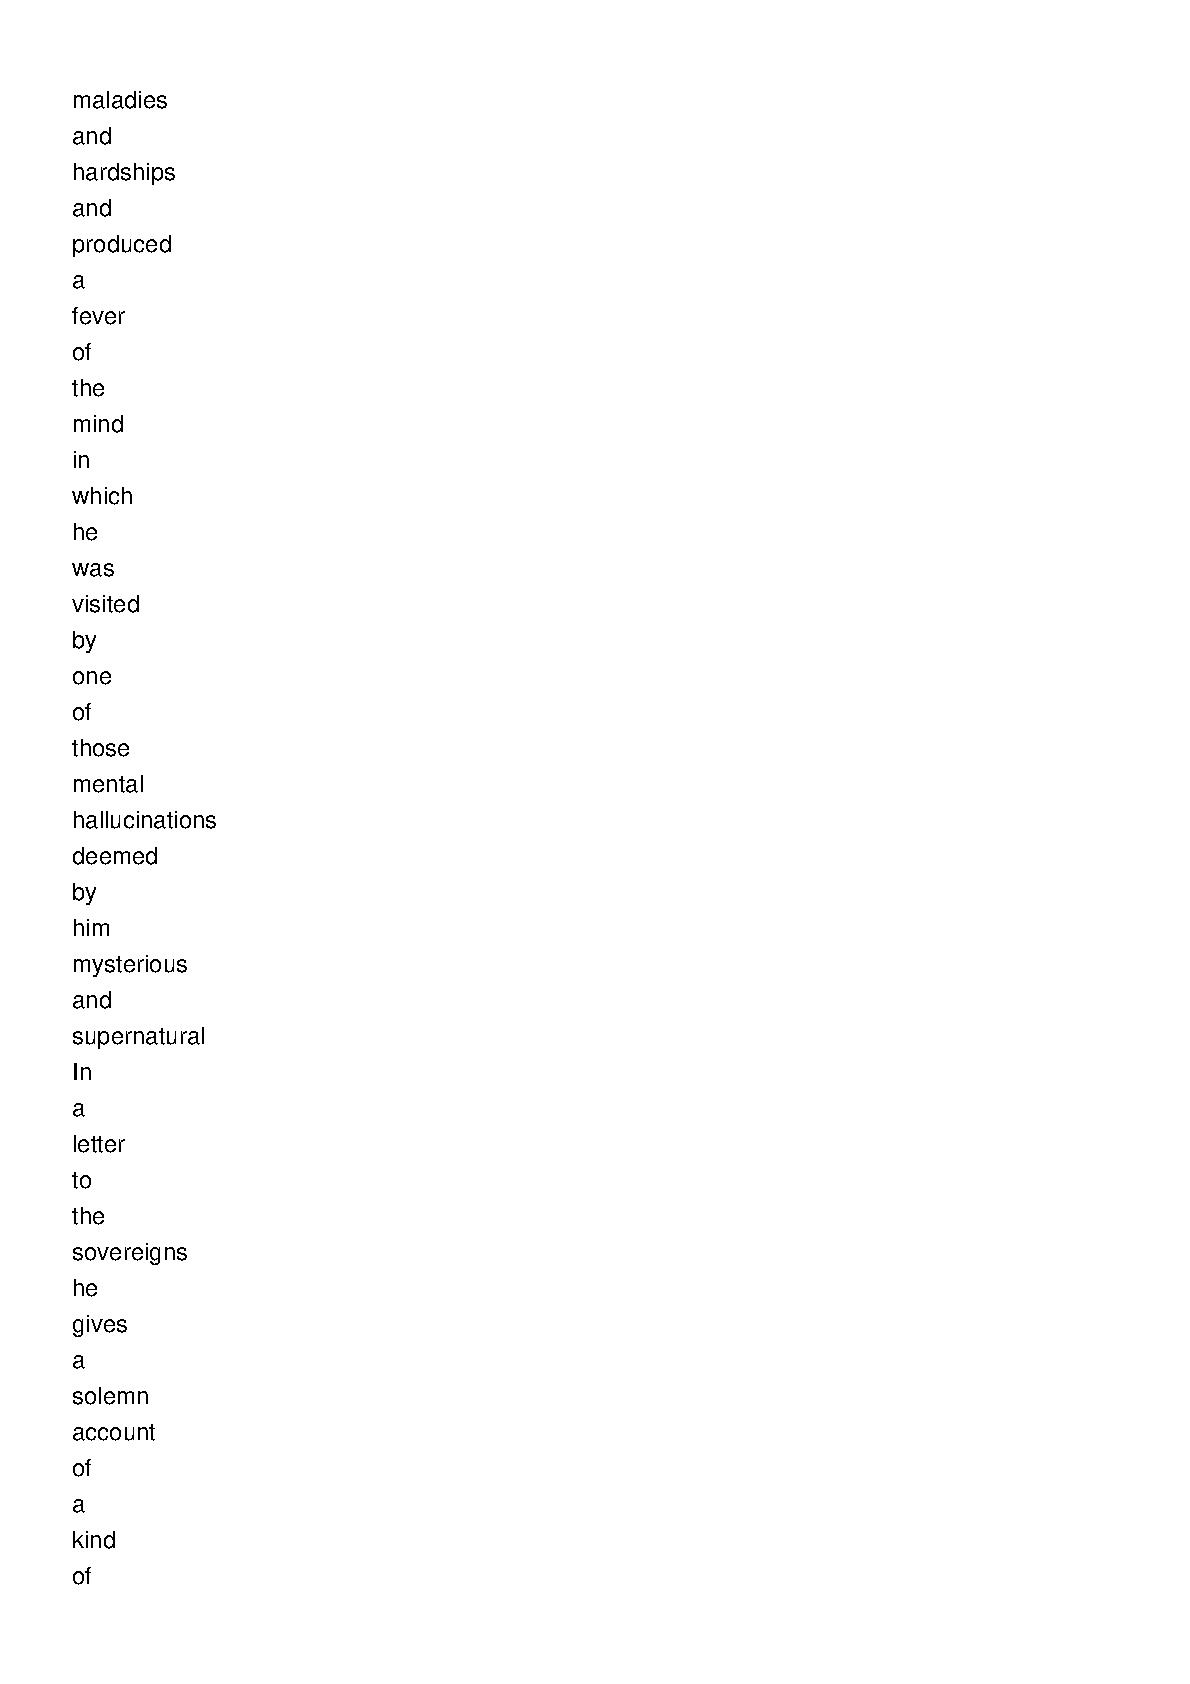 maladies
and
hardships
and
produced
a
fever
of
the
mind
in
which
he
was
visited
by
one
of
those
mental
hallucinations
deemed
by
him
mysterious
and
supernatural
In
a
letter
to
the
sovereigns
he
gives
a
solemn
account
of
a
kind
of